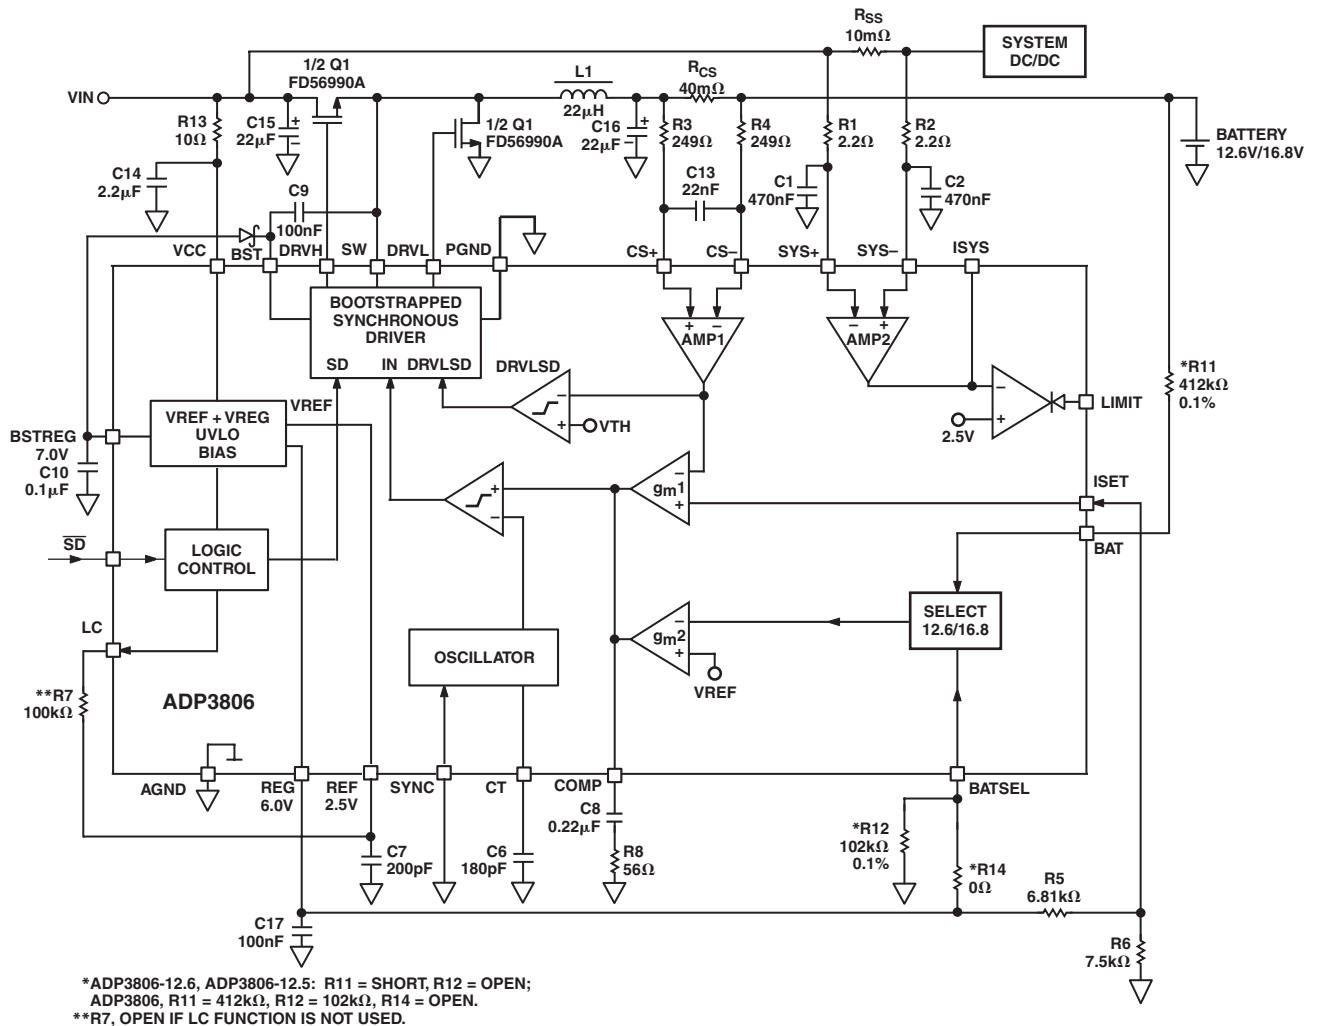 RSS
10mΩ
SYSTEM
DC/DC
1/2 Q1
FD56990A
L1
22μH
RCS
40mΩ
VIN
R13
10Ω
C15
22μF
+
–
1/2 Q1
FD56990A
C16
22μF
+
–
R3
249Ω
R4
249Ω
R1
2.2Ω
R2
2.2Ω
BATTERY
12.6V/16.8V
C14
2.2μF
C13
22nF
C1
470nF
C2
470nF
C9
100nF
VCC
BST
DRVH
SW
DRVL
PGND
CS+
CS–
SYS+
SYS–
ISYS
BOOTSTRAPPED
SYNCHRONOUS
DRIVER
SD
IN
DRVLSD
+
–
AMP1
–
+
AMP2
DRVLSD
–
+
VTH
–
+
2.5V
LIMIT
*R11
412kΩ
0.1%
VREF
VREF + VREG
UVLO
BIAS
BSTREG
7.0V
C10
0.1μF
+
–
gm1
–
+
ISET
BAT
SD
LOGIC
CONTROL
LC
SELECT
12.6/16.8
gm2
–
+
VREF
OSCILLATOR
**R7
100kΩ
ADP3806
AGND
REG
6.0V
REF
2.5V
SYNC
CT
COMP
BATSEL
C8
0.22μF
R8
56Ω
C7
200pF
C6
180pF
*R12
102kΩ
0.1%
*R14
0Ω
R5
6.81kΩ
C17
100nF
R6
7.5kΩ
*ADP3806-12.6, ADP3806-12.5: R11 = SHORT, R12 = OPEN;
ADP3806, R11 = 412kΩ, R12 = 102kΩ, R14 = OPEN.
**R7, OPEN IF LC FUNCTION IS NOT USED.